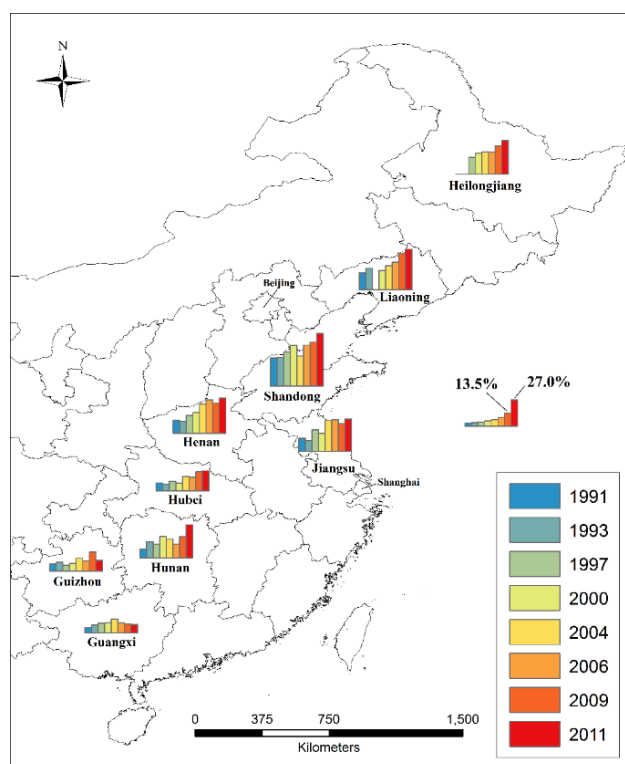 N
Heilongjiang
Beijing
Liaoning
Shandong
13.5% 27.0%
Henan
Jiangsu
Shanghai
Hubei
Hunan
Guizhou
Guangxi
1991
1993
1997
2000
2004
2006
2009
2011
0 375 750 1,500
Kilometers